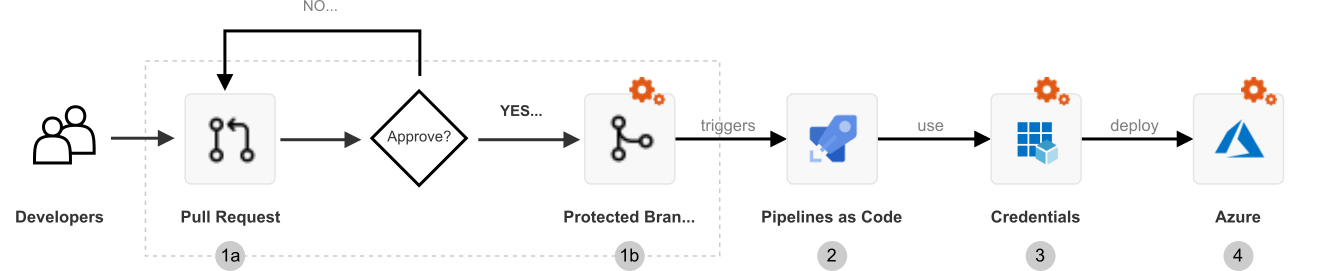 NO...
Approve?
YES...
triggers
use
deploy
Developers
Pull Request
Protected Bran...
Pipelines as Code
Credentials
Azure
1a
1b
2
3
4